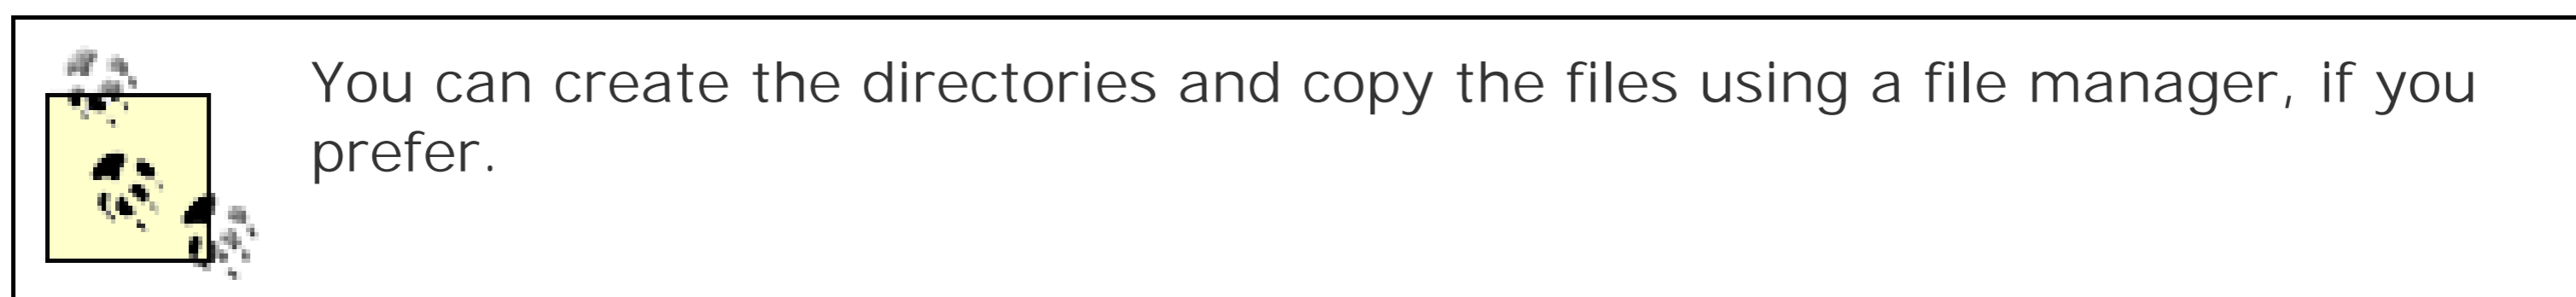 You can create the directories and copy the files using a file manager, if you
prefer.